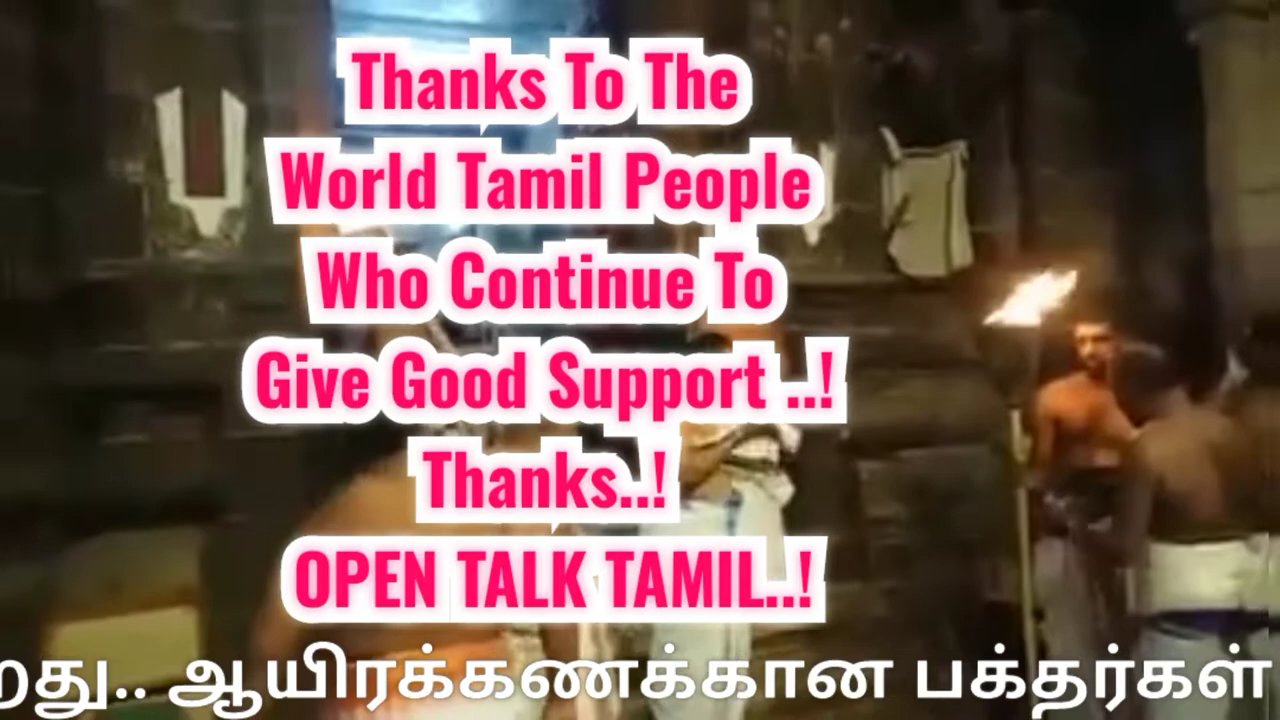 Thanks To The
World Tamil People
Who Continue To
Give Good Support ..!
Thanks..!
OPEN TALK TAMIL..!
றது.. ஆயிரக்கணக்கான பக்தர்கள்